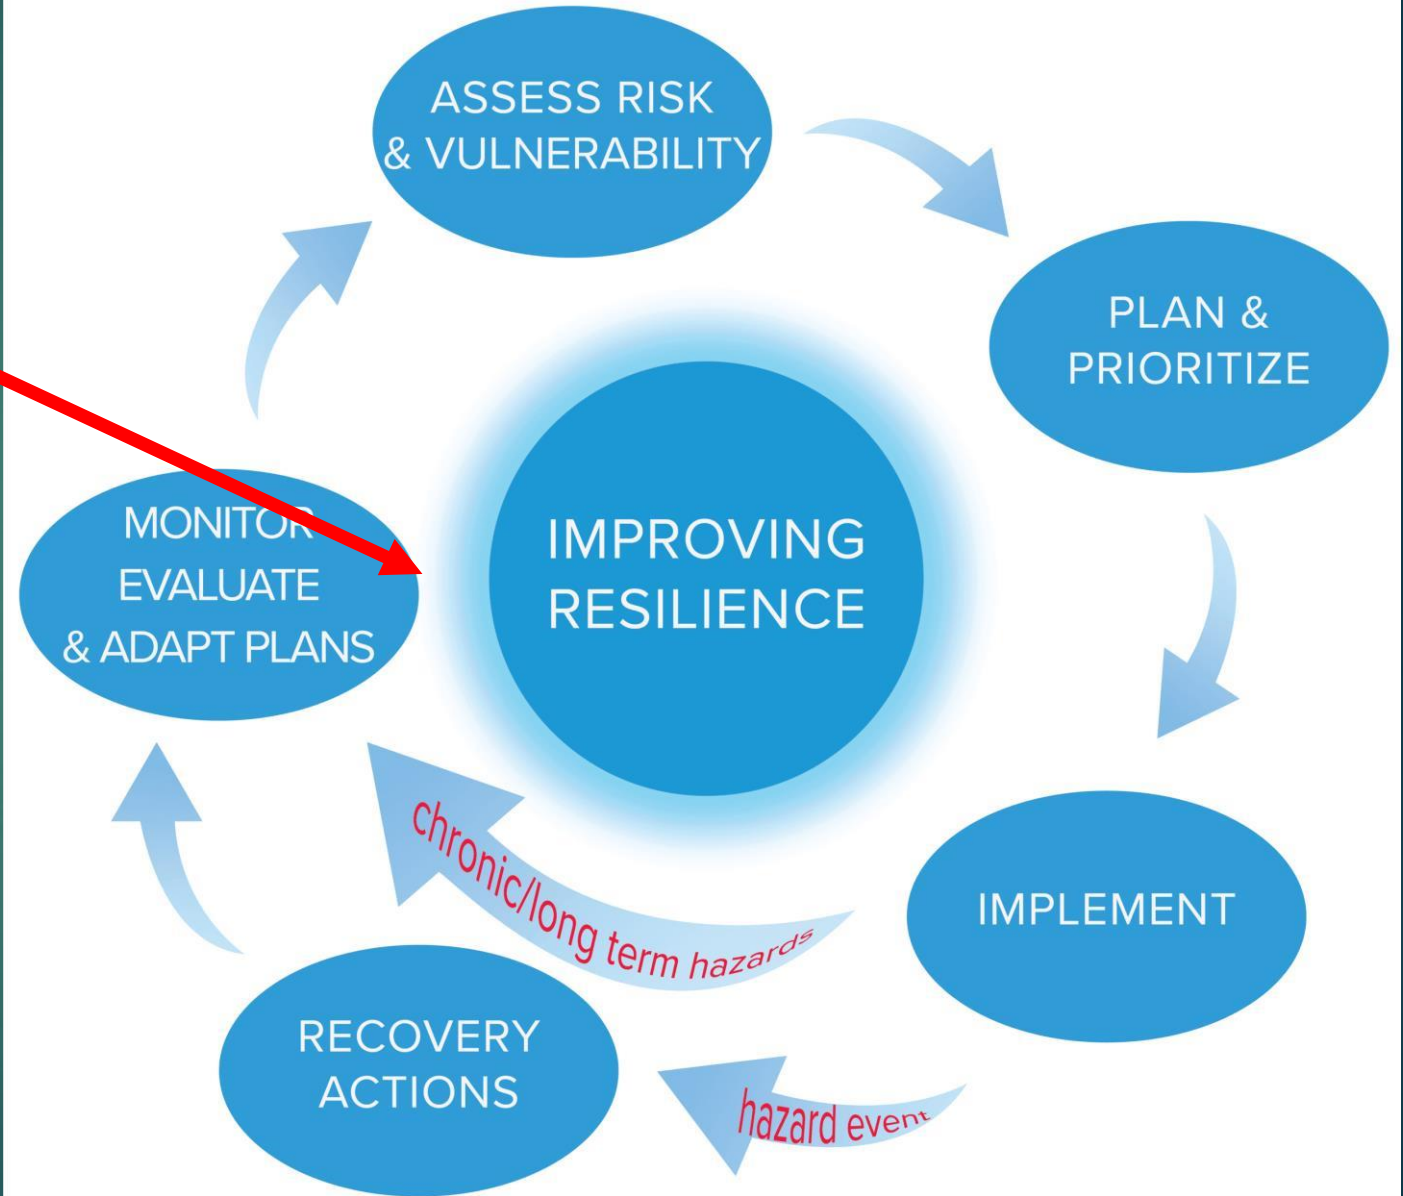 ASSESS RISK
& VULNERABILITY
PLAN &
PRIORITIZE
IMPROVING
RESILIENCE
MONITOR
EVALUATE
& ADAPT PLANS
IMPLEMENT
chronic/long term hazards
RECOVERY
ACTIONS
hazard event